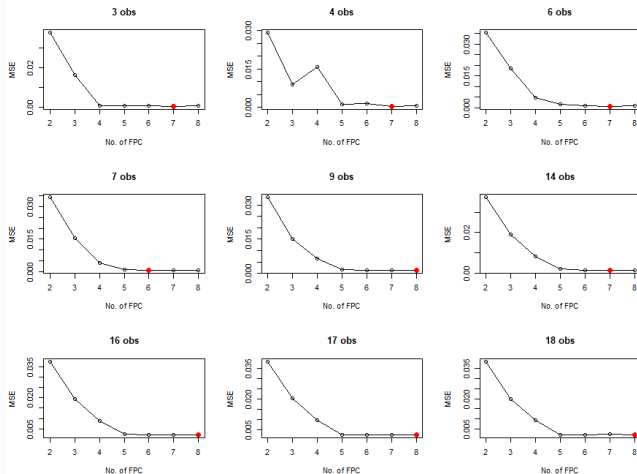 3 obs
4 obs
6 obs
MSE
0.02
0.00
2 3 4 5 6 7 8
No. of FPC
MSE
0.030
0.015
0.000
2 3 4 5 6 7 8
No. of FPC
MSE
0.030
0.015
0.000
2 3 4 5 6 7 8
No. of FPC
7 obs
9 obs
14 obs
MSE
0.030
0.015
0.000
2 3 4 5 6 7 8
No. of FPC
MSE
0.030
0.015
0.000
2 3 4 5 6 7 8
No. of FPC
MSE
0.02
0.00
2 3 4 5 6 7 8
No. of FPC
16 obs
17 obs
18 obs
MSE
0.035
0.020
0.005
2 3 4 5 6 7 8
No. of FPC
MSE
0.035
0.020
0.005
2 3 4 5 6 7 8
No. of FPC
MSE
0.035
0.020
0.005
2 3 4 5 6 7 8
No. of FPC